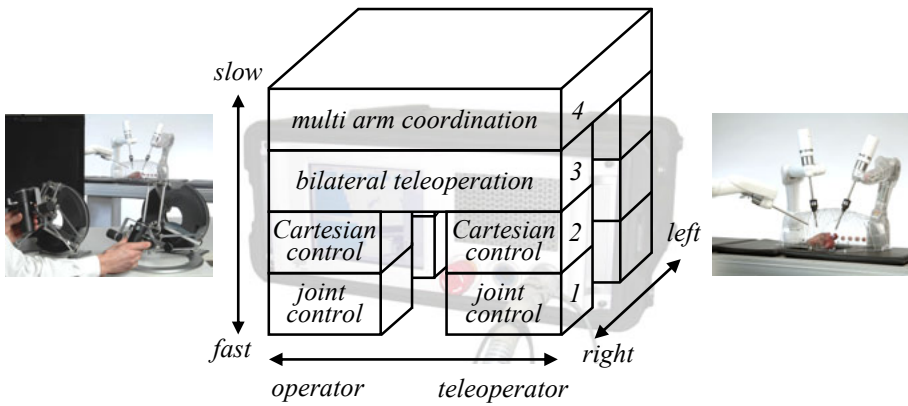 slow
multi arm coordination
4
bilateral teleoperation
3
Cartesian
control
Cartesian
control
2
left
joint
control
joint
control
1
fast
right
operator
teleoperator